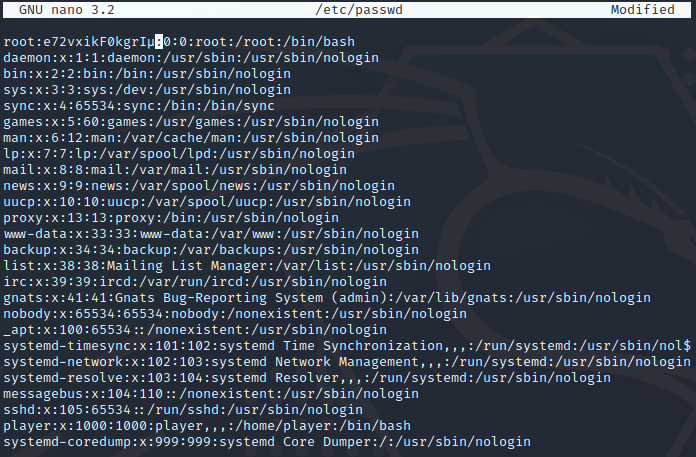 GNU nano 3.2 /etc/passwd Modified
root:e72vxikF0kgrIµ:0:0:root:/root:/bin/bash
daemon:x:1:1:daemon:/usr/sbin:/usr/sbin/nologin
bin:x:2:2:bin:/bin:/usr/sbin/nologin
sys:x:3:3:sys:/dev:/usr/sbin/nologin
sync:x:4:65534:sync:/bin:/bin/sync
games:x:5:60:games:/usr/games:/usr/sbin/nologin
man:x:6:12:man:/var/cache/man:/usr/sbin/nologin
lp:x:7:7:lp:/var/spool/lpd:/usr/sbin/nologin
mail:x:8:8:mail:/var/mail:/usr/sbin/nologin
news:x:9:9:news:/var/spool/news:/usr/sbin/nologin
uucp:x:10:10:uucp:/var/spool/uucp:/usr/sbin/nologin
proxy:x:13:13:proxy:/bin:/usr/sbin/nologin
www-data:x:33:33:www-data:/var/www:/usr/sbin/nologin
backup:x:34:34:backup:/var/backups:/usr/sbin/nologin
list:x:38:38:Mailing List Manager:/var/list:/usr/sbin/nologin
irc:x:39:39:ircd:/var/run/ircd:/usr/sbin/nologin
gnats:x:41:41:Gnats Bug-Reporting System (admin):/var/lib/gnats:/usr/sbin/nologin
nobody:x:65534:65534:nobody:/nonexistent:/usr/sbin/nologin
_apt:x:100:65534::/nonexistent:/usr/sbin/nologin
systemd-timesync:x:101:102:systemd Time Synchronization,,,:/run/systemd:/usr/sbin/nol$
systemd-network:x:102:103:systemd Network Management,,,:/run/systemd:/usr/sbin/nologin
systemd-resolve:x:103:104:systemd Resolver,,,:/run/systemd:/usr/sbin/nologin
messagebus:x:104:110::/nonexistent:/usr/sbin/nologin
sshd:x:105:65534::/run/sshd:/usr/sbin/nologin
player:x:1000:1000:player,,,:/home/player:/bin/bash
systemd-coredump:x:999:999:systemd Core Dumper:/:/usr/sbin/nologin